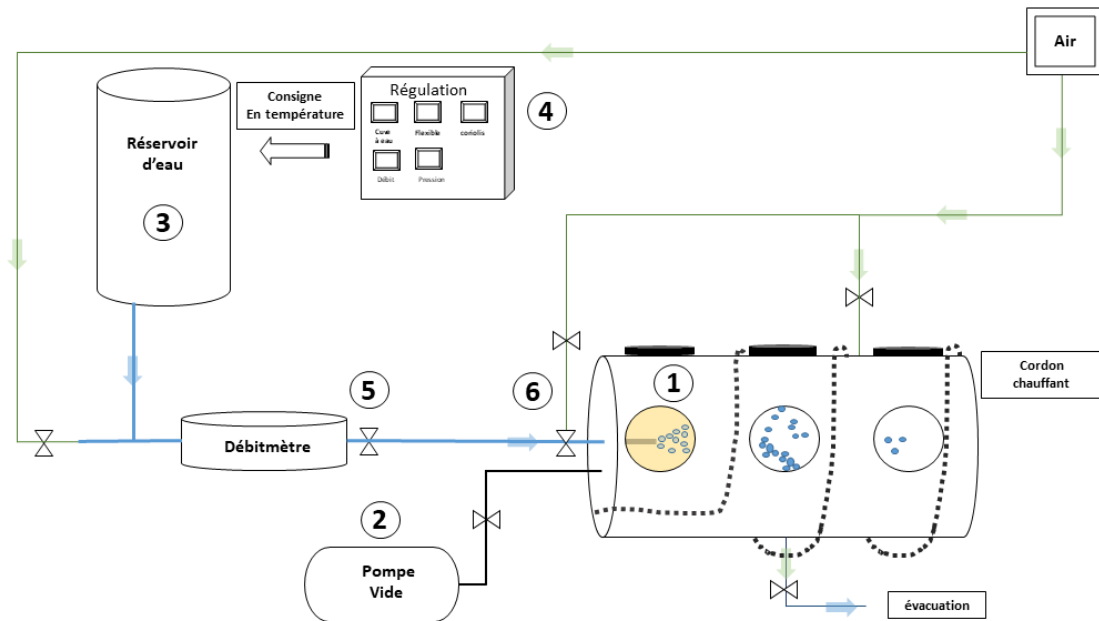 Air
Consigne
En température
Régulation
Cuve
à eau
Flexible
coriolis
Débit
Pression
4
Réservoir
d'eau
3
1
Cordon
chauffant
5
6
Débitmètre
2
Pompe
Vide
évacuation